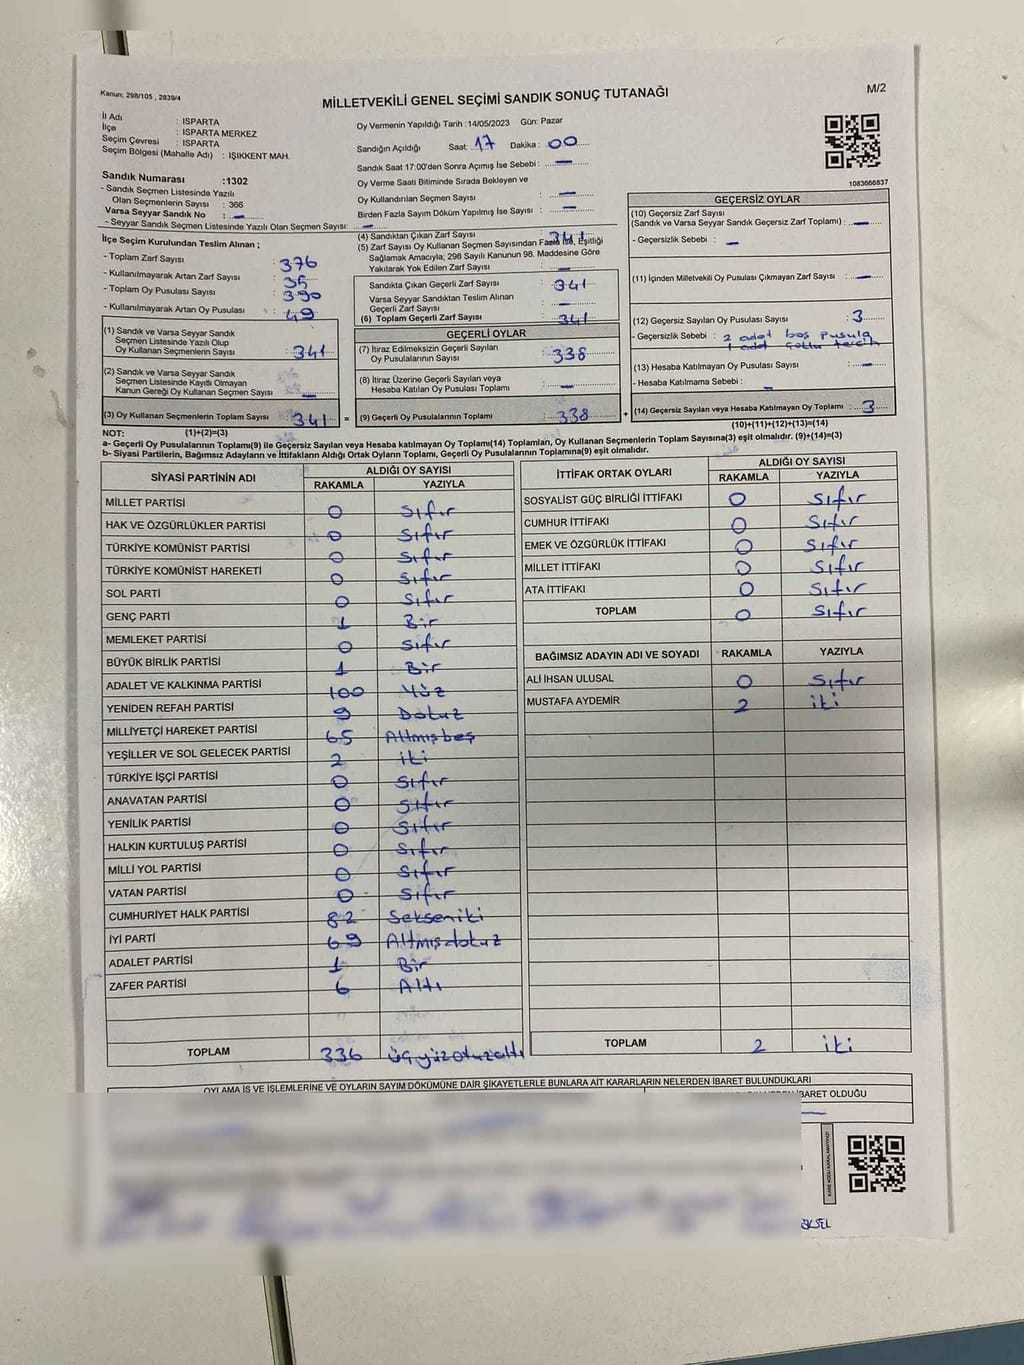 Kanun; 298/105 , 2839/4
MİLLETVEKİLİ GENEL SEÇİMİ SANDIK SONUÇ TUTANAĞI
M/2
İl Adı : ISPARTA
İlçe : ISPARTA MERKEZ
Seçim Çevresi : ISPARTA
Seçim Bölgesi (Mahalle Adı) : IŞIKKENT MAH.
Sandık Numarası :1302
- Sandık Seçmen Listesinde Yazılı
Olan Seçmenlerin Sayısı : 366
Varsa Seyyar Sandık No : —
- Seyyar Sandık Seçmen Listesinde Yazılı Olan Seçmen Sayısı: —
Oy Vermenin Yapıldığı Tarih :14/05/2023 Gün: Pazar
Sandığın Açıldığı Saat: 17 Dakika : 00
Sandık Saat 17:00'den Sonra Açımış İse Sebebi : —
Oy Verme Saati Bitiminde Sırada Bekleyen ve
Oy Kullandırılan Seçmen Sayısı : —
Birden Fazla Sayım Döküm Yapılmış İse Sayısı : —
1083666837
İlçe Seçim Kurulundan Teslim Alınan ;
- Toplam Zarf Sayısı : 376
- Kullanılmayarak Artan Zarf Sayısı : 35
- Toplam Oy Pusulası Sayısı : 390
- Kullanılmayarak Artan Oy Pusulası : 49
(1) Sandık ve Varsa Seyyar Sandık
Seçmen Listesinde Yazılı Olup
Oy Kullanan Seçmenlerin Sayısı : 341
(2) Sandık ve Varsa Seyyar Sandık
Seçmen Listesinde Kayıtlı Olmayan
Kanun Gereği Oy Kullanan Seçmen Sayısı : —
(3) Oy Kullanan Seçmenlerin Toplam Sayısı : 341 =
(4) Sandıktan Çıkan Zarf Sayısı : 341
(5) Zarf Sayısı Oy Kullanan Seçmen Sayısından Fazla İse, Eşitliği
Sağlamak Amacıyla; 298 Sayılı Kanunun 98. Maddesine Göre
Yakılarak Yok Edilen Zarf Sayısı : —
Sandıkta Çıkan Geçerli Zarf Sayısı : 341
Varsa Seyyar Sandıktan Teslim Alınan
Geçerli Zarf Sayısı : —
(6) Toplam Geçerli Zarf Sayısı : 341
GEÇERLİ OYLAR
(7) İtiraz Edilmeksizin Geçerli Sayılan
Oy Pusulalarının Sayısı : 338
(8) İtiraz Üzerine Geçerli Sayılan veya
Hesaba Katılan Oy Pusulası Toplamı : —
(9) Geçerli Oy Pusulalarının Toplamı : 338 +
GEÇERSİZ OYLAR
(10) Geçersiz Zarf Sayısı
(Sandık ve Varsa Seyyar Sandık Geçersiz Zarf Toplamı) : —
- Geçersizlik Sebebi : —
(11) İçinden Milletvekili Oy Pusulası Çıkmayan Zarf Sayısı : —
(12) Geçersiz Sayılan Oy Pusulası Sayısı : 3
- Geçersizlik Sebebi : 2 adet boş pusula
1 adet çoklu tercih
(13) Hesaba Katılmayan Oy Pusulası Sayısı : —
- Hesaba Katılmama Sebebi : —
(14) Geçersiz Sayılan veya Hesaba Katılmayan Oy Toplamı : 3
NOT: (1)+(2)=(3)
(10)+(11)+(12)+(13)=(14)
a- Geçerli Oy Pusulalarının Toplamı(9) ile Geçersiz Sayılan veya Hesaba katılmayan Oy Toplamı(14) Toplamları, Oy Kullanan Seçmenlerin Toplam Sayısına(3) eşit olmalıdır. (9)+(14)=(3)
b- Siyasi Partilerin, Bağımsız Adayların ve İttifakların Aldığı Ortak Oyların Toplamı, Geçerli Oy Pusulalarının Toplamına(9) eşit olmalıdır.
SİYASİ PARTİNİN ADI ALDIĞI OY SAYISI
RAKAMLA YAZIYLA
MİLLET PARTİSİ 0 Sıfır
HAK VE ÖZGÜRLÜKLER PARTİSİ 0 Sıfır
TÜRKİYE KOMÜNİST PARTİSİ 0 Sıfır
TÜRKİYE KOMÜNİST HAREKETİ 0 Sıfır
SOL PARTİ 0 Sıfır
GENÇ PARTİ 1 Bir
MEMLEKET PARTİSİ 0 Sıfır
BÜYÜK BİRLİK PARTİSİ 1 Bir
ADALET VE KALKINMA PARTİSİ 100 Yüz
YENİDEN REFAH PARTİSİ 9 Dokuz
MİLLİYETÇİ HAREKET PARTİSİ 65 Altmışbeş
YEŞİLLER VE SOL GELECEK PARTİSİ 2 iki
TÜRKİYE İŞÇİ PARTİSİ 0 Sıfır
ANAVATAN PARTİSİ 0 Sıfır
YENİLİK PARTİSİ 0 Sıfır
HALKIN KURTULUŞ PARTİSİ 0 Sıfır
MİLLİ YOL PARTİSİ 0 Sıfır
VATAN PARTİSİ 0 Sıfır
CUMHURİYET HALK PARTİSİ 82 Sekseniki
İYİ PARTİ 69 Altmışdokuz
ADALET PARTİSİ 1 Bir
ZAFER PARTİSİ 6 Altı
TOPLAM 336 üçyüzotuzaltı
İTTİFAK ORTAK OYLARI ALDIĞI OY SAYISI
RAKAMLA YAZIYLA
SOSYALİST GÜÇ BİRLİĞİ İTTİFAKI 0 Sıfır
CUMHUR İTTİFAKI 0 Sıfır
EMEK VE ÖZGÜRLÜK İTTİFAKI 0 Sıfır
MİLLET İTTİFAKI 0 Sıfır
ATA İTTİFAKI 0 Sıfır
TOPLAM 0 Sıfır
BAĞIMSIZ ADAYIN ADI VE SOYADI RAKAMLA YAZIYLA
ALİ İHSAN ULUSAL 0 Sıfır
MUSTAFA AYDEMİR 2 iki
TOPLAM 2 iki
OYLAMA İŞ VE İŞLEMLERİNE VE OYLARIN SAYIM DÖKÜMÜNE DAİR ŞİKAYETLERLE BUNLARA AİT KARARLARIN NELERDEN İBARET BULUNDUKLARI
İBARET OLDUĞU
KARE KODU KARALAMAYINIZ!